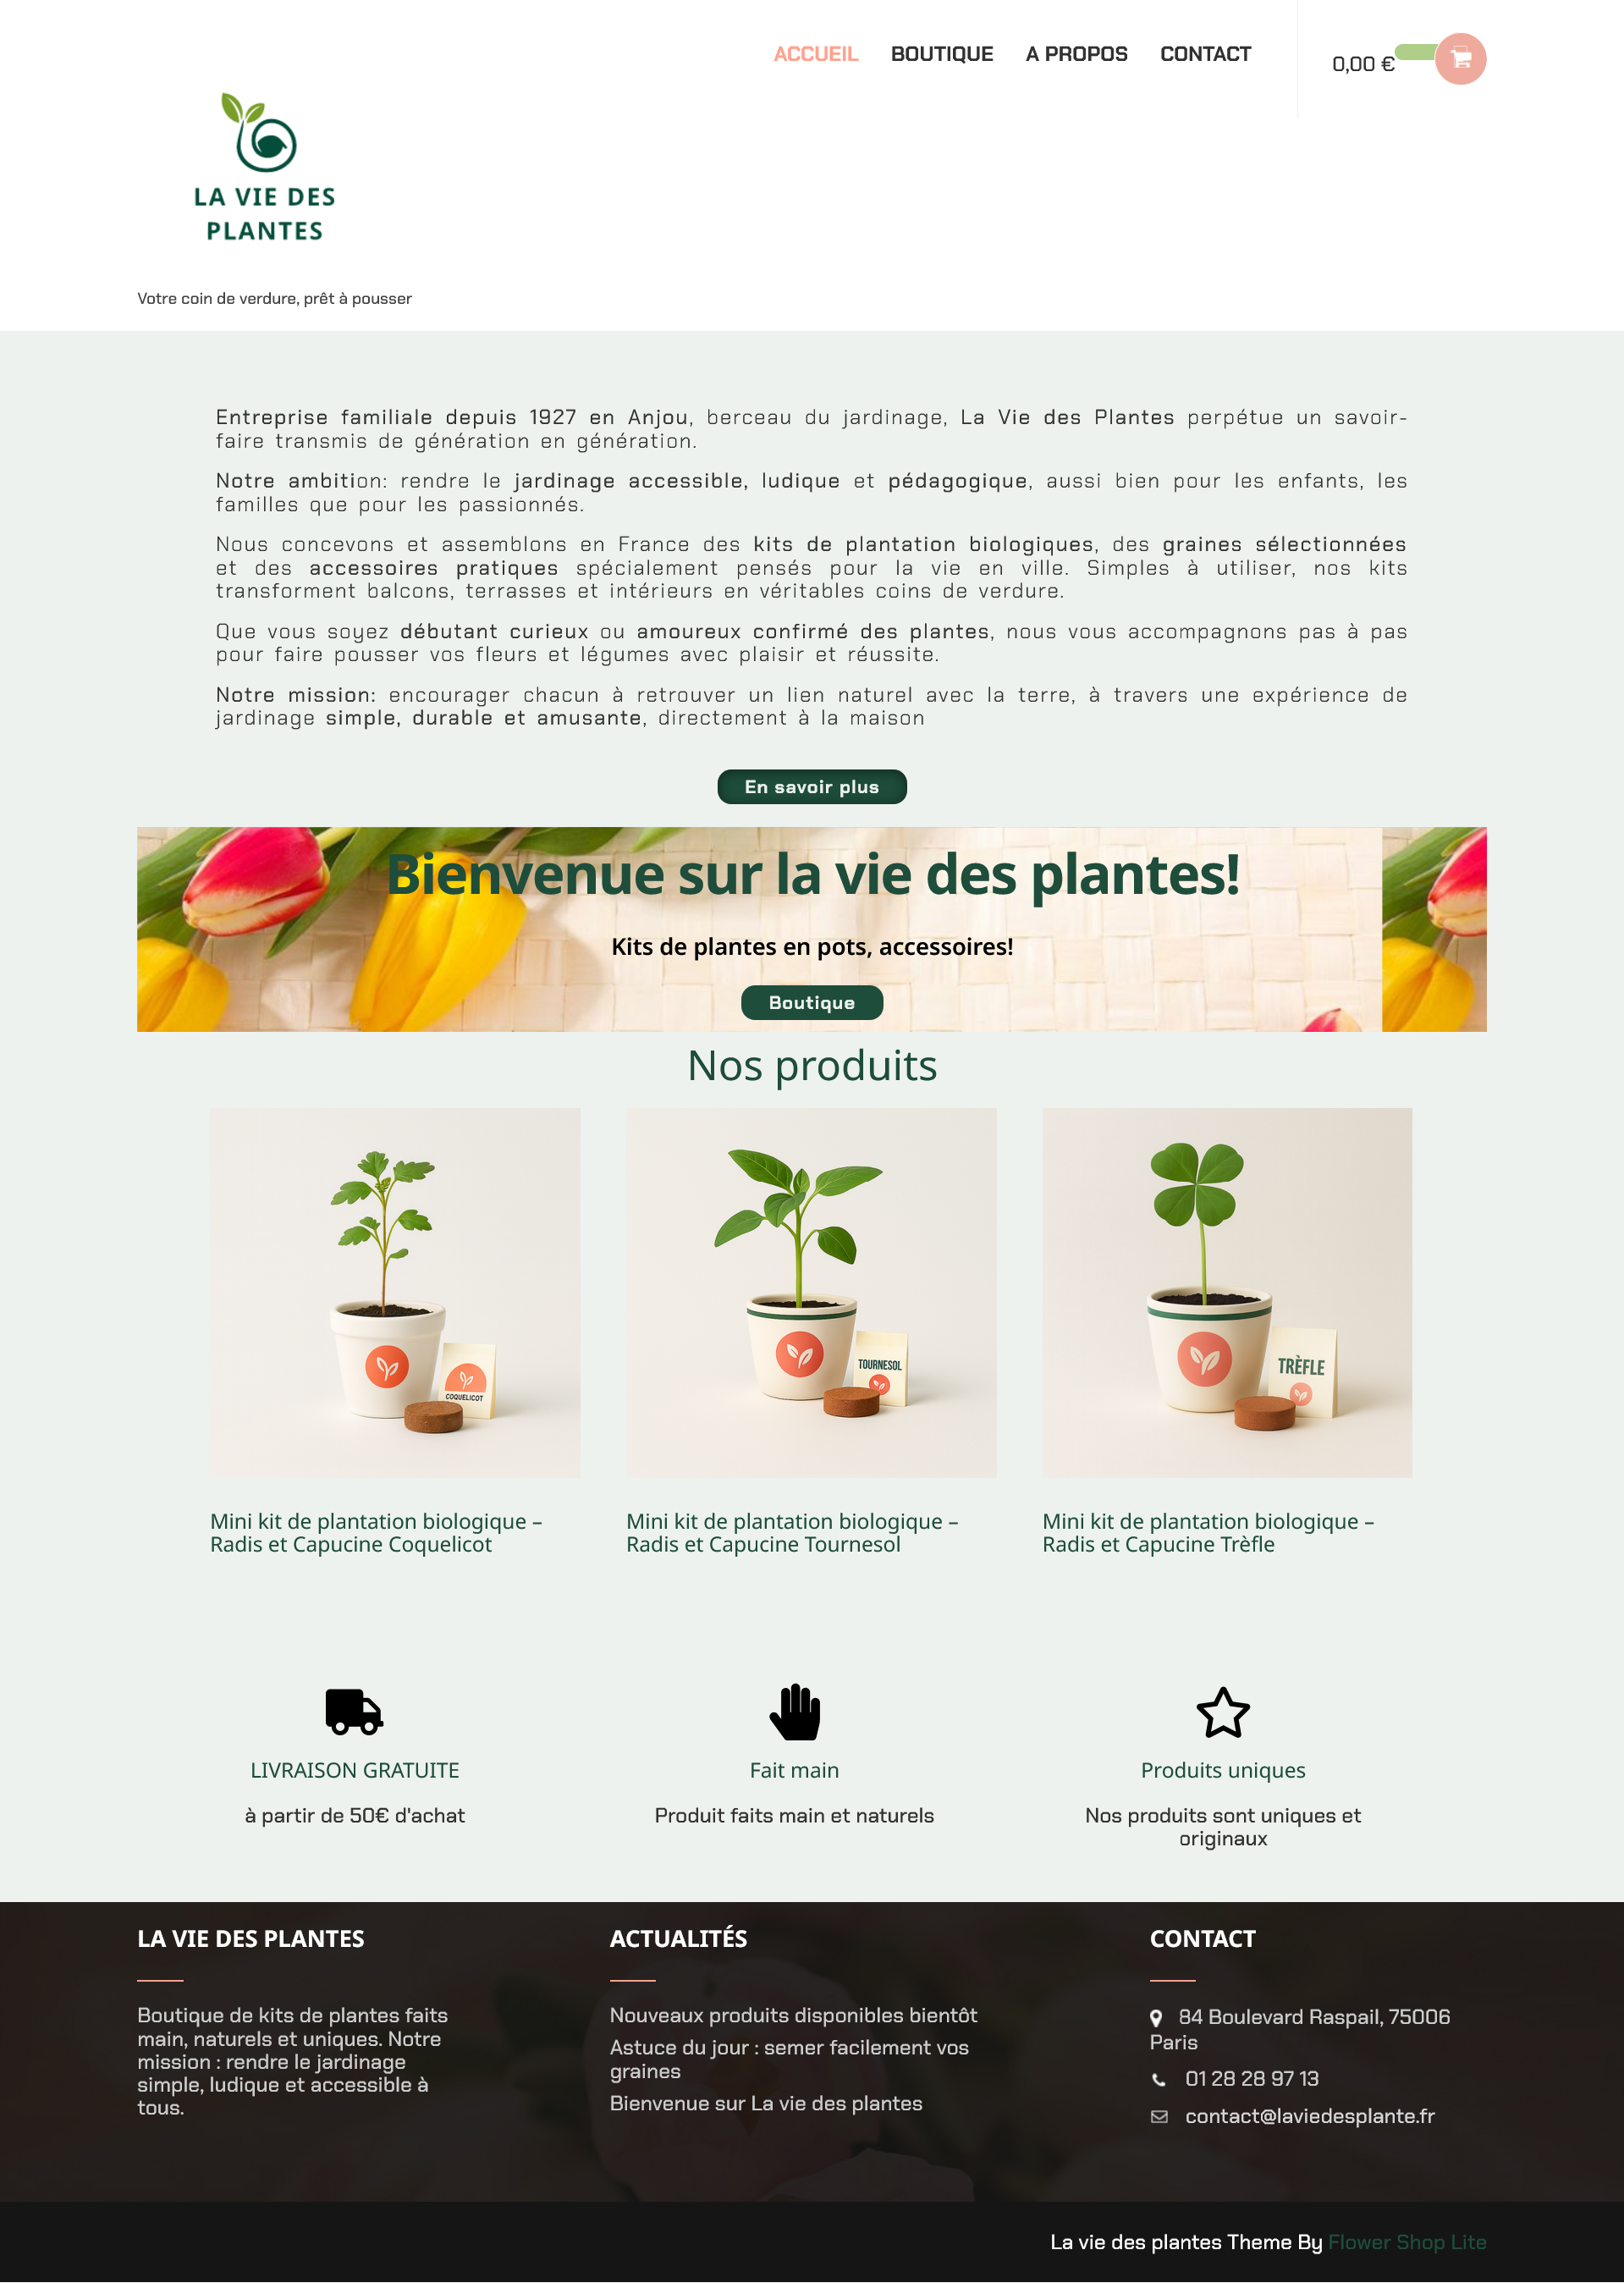 ACCUEIL BOUTIQUE A PROPOS CONTACT
0,00 €
LA VIE DES
PLANTES
Votre coin de verdure, prêt à pousser
Entreprise familiale depuis 1927 en Anjou, berceau du jardinage, La Vie des Plantes perpétue un savoir-
faire transmis de génération en génération.
Notre ambition: rendre le jardinage accessible, ludique et pédagogique, aussi bien pour les enfants, les
familles que pour les passionnés.
Nous concevons et assemblons en France des kits de plantation biologiques, des graines sélectionnées
et des accessoires pratiques spécialement pensés pour la vie en ville. Simples à utiliser, nos kits
transforment balcons, terrasses et intérieurs en véritables coins de verdure.
Que vous soyez débutant curieux ou amoureux confirmé des plantes, nous vous accompagnons pas à pas
pour faire pousser vos fleurs et légumes avec plaisir et réussite.
Notre mission: encourager chacun à retrouver un lien naturel avec la terre, à travers une expérience de
jardinage simple, durable et amusante, directement à la maison
En savoir plus
Bienvenue sur la vie des plantes!
Kits de plantes en pots, accessoires!
Boutique
Nos produits
COQUELICOT
TOURNESOL
TRÈFLE
Mini kit de plantation biologique –
Radis et Capucine Coquelicot
Mini kit de plantation biologique –
Radis et Capucine Tournesol
Mini kit de plantation biologique –
Radis et Capucine Trèfle
LIVRAISON GRATUITE
à partir de 50€ d'achat
Fait main
Produit faits main et naturels
Produits uniques
Nos produits sont uniques et
originaux
LA VIE DES PLANTES
Boutique de kits de plantes faits
main, naturels et uniques. Notre
mission : rendre le jardinage
simple, ludique et accessible à
tous.
ACTUALITÉS
Nouveaux produits disponibles bientôt
Astuce du jour : semer facilement vos
graines
Bienvenue sur La vie des plantes
CONTACT
84 Boulevard Raspail, 75006
Paris
01 28 28 97 13
contact@laviedesplante.fr
La vie des plantes Theme By Flower Shop Lite